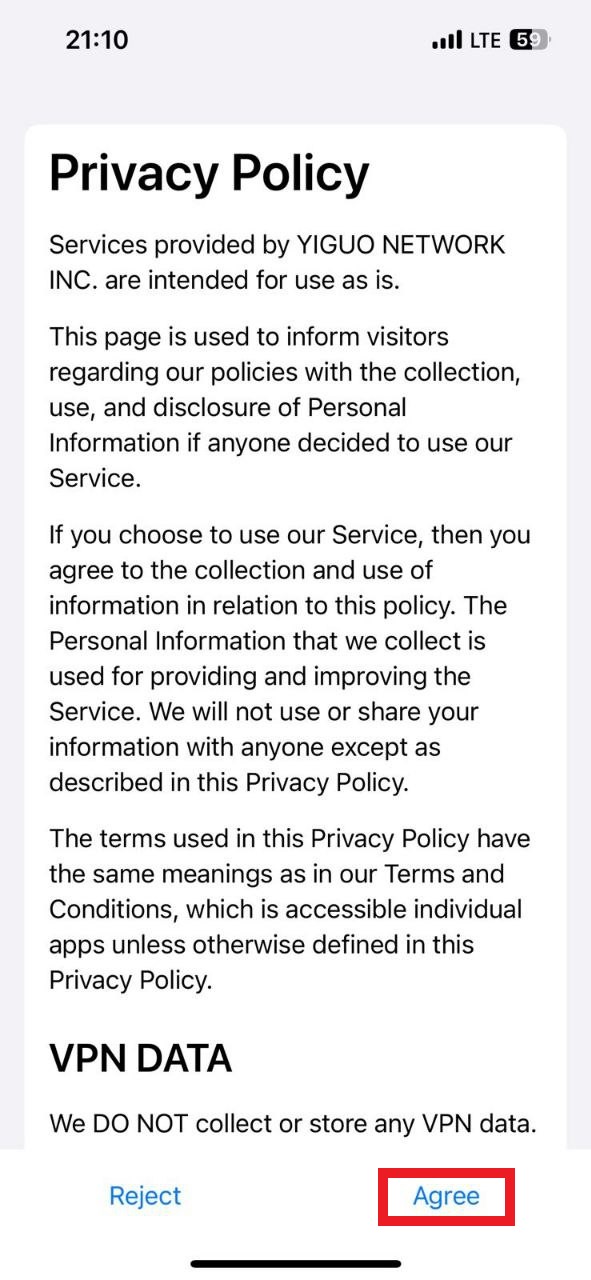 21:10
LTE 59
Privacy Policy
Services provided by YIGUO NETWORK
INC. are intended for use as is.
This page is used to inform visitors
regarding our policies with the collection,
use, and disclosure of Personal
Information if anyone decided to use our
Service.
If you choose to use our Service, then you
agree to the collection and use of
information in relation to this policy. The
Personal Information that we collect is
used for providing and improving the
Service. We will not use or share your
information with anyone except as
described in this Privacy Policy.
The terms used in this Privacy Policy have
the same meanings as in our Terms and
Conditions, which is accessible individual
apps unless otherwise defined in this
Privacy Policy.
VPN DATA
We DO NOT collect or store any VPN data.
Reject Agree